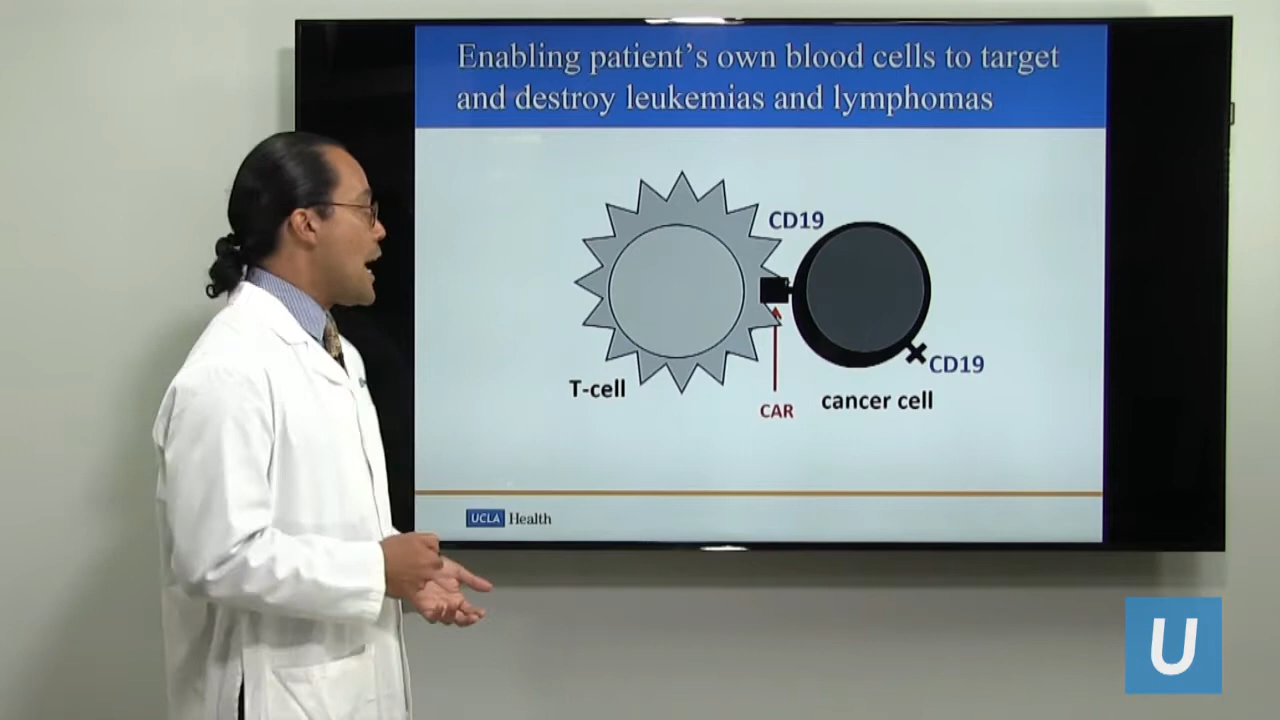 Enabling patient's own blood cells to target
and destroy leukemias and lymphomas
CD19
CD19
T-cell
CAR
cancer cell
UCLA Health
U